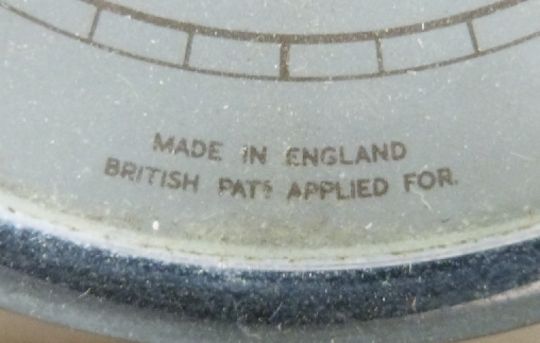 MADE IN ENGLAND
BRITISH PATS APPLIED FOR.